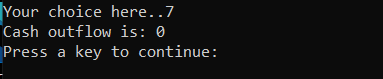 Your choice here..7
Cash outflow is: 0
Press a key to continue: